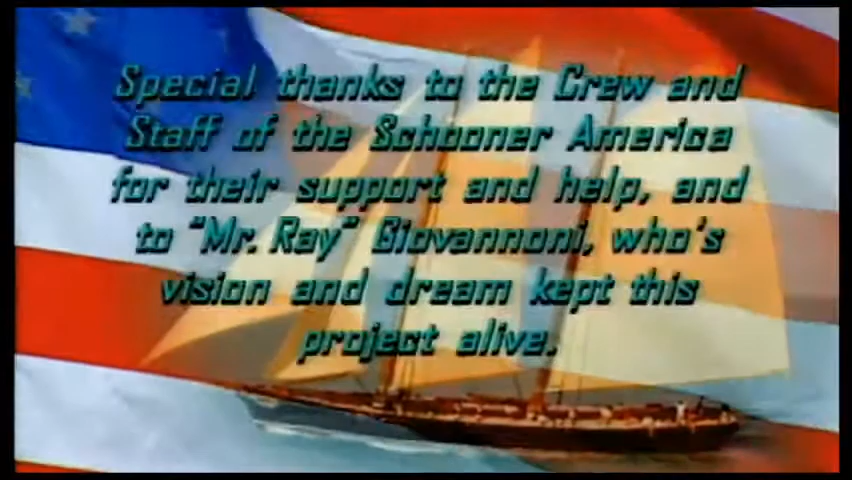 Special thanks to the Crew and
Staff of the Schooner America
for their support and help, and
to "Mr. Ray" Giovannoni, who's
vision and dream kept this
project alive.